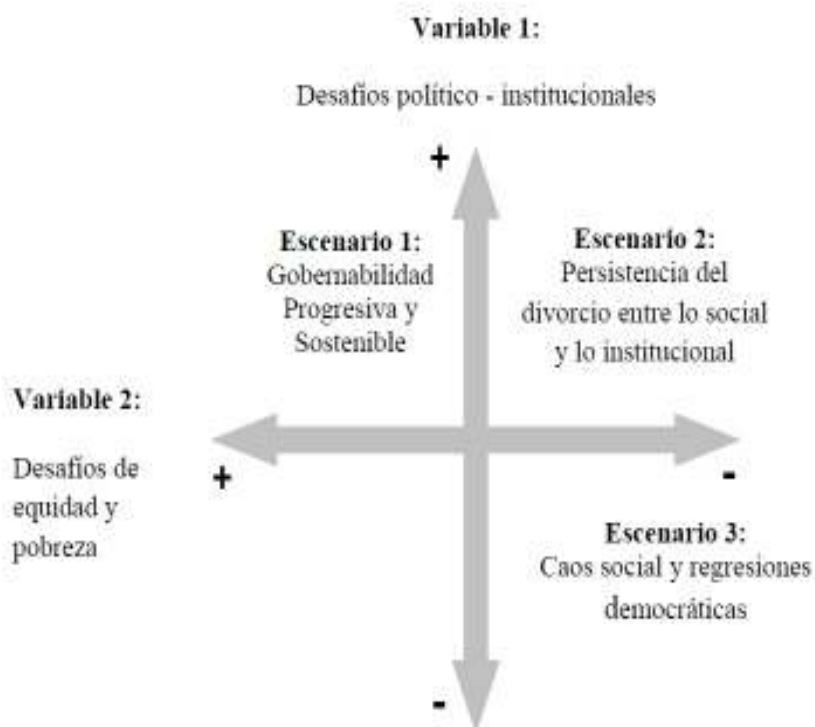 Variable 1:
Desafíos político - institucionales
+
Escenario 1:
Gobernabilidad
Progresiva y
Sostenible
Escenario 2:
Persistencia del
divorcio entre lo social
y lo institucional
Variable 2:
Desafíos de
equidad y
pobreza
+
-
Escenario 3:
Caos social y regresiones
democráticas
-